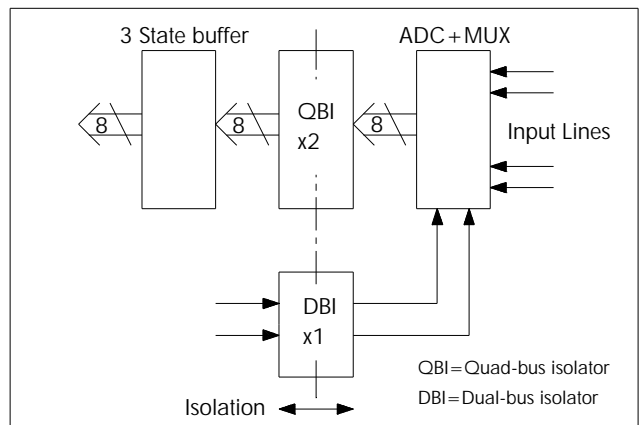 3 State buffer
ADC+MUX
8
8
QBI
x2
8
Input Lines
DBI
x1
QBI=Quad-bus isolator
DBI=Dual-bus isolator
Isolation